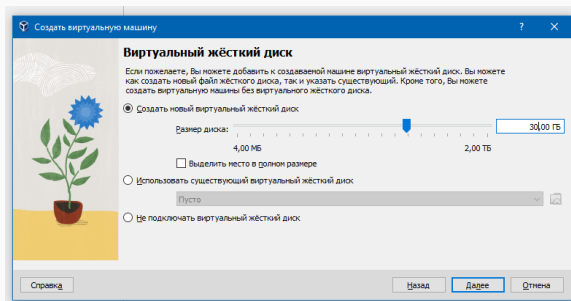 Создать виртуальную машину
Виртуальный жёсткий диск
Если пожелаете, Вы можете добавить к создаваемой машине виртуальный жёсткий диск. Вы можете
как создать новый файл жёсткого диска, так и указать существующий. Кроме того, Вы можете
создать виртуальную машины без виртуального жёсткого диска.
Создать новый виртуальный жёсткий диск
Размер диска:
30,00 ГБ
4,00 МБ
2,00 ТБ
Выделить место в полном размере
Использовать существующий виртуальный жёсткий диск
Пусто
Не подключать виртуальный жёсткий диск
Справка
Назад
Далее
Отмена